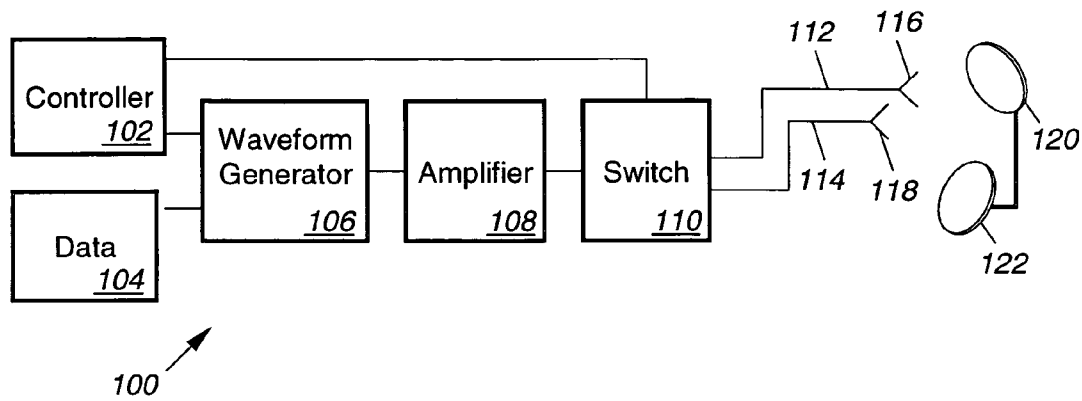 112
116
Controller
102
Waveform
Generator
106
Amplifier
108
Switch
110
120
114
118
Data
104
122
100